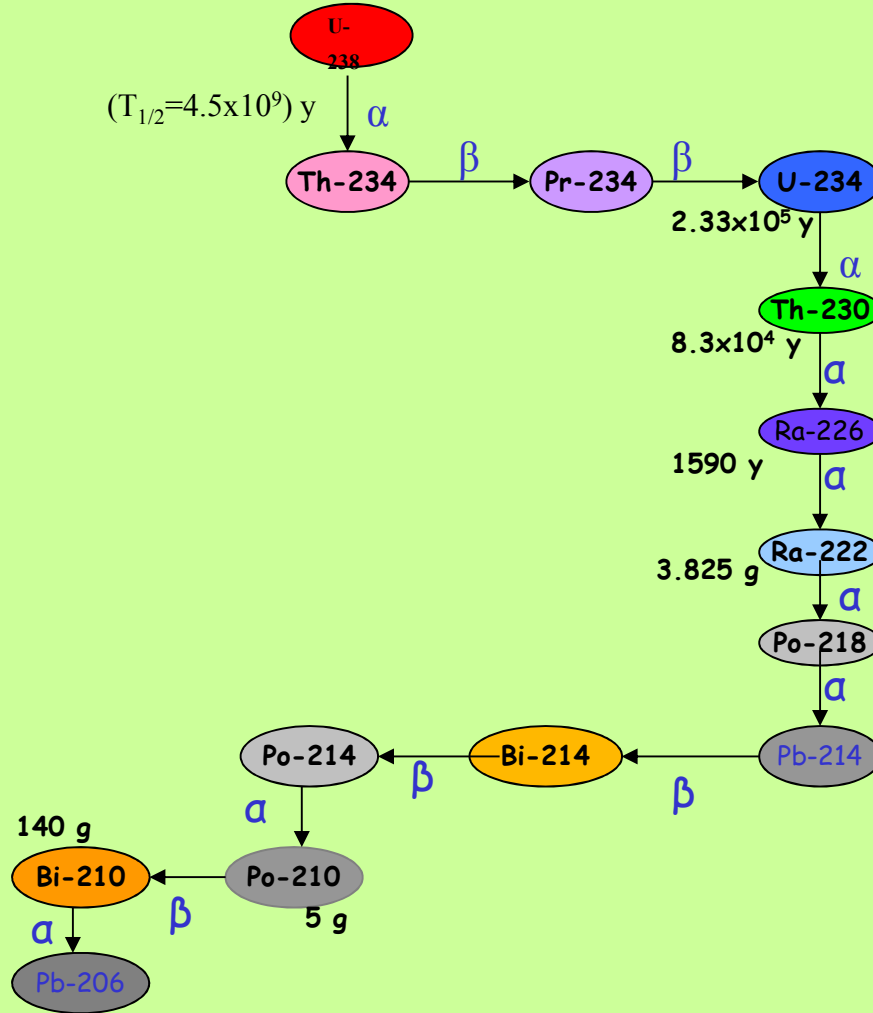 U-
238
(T1/2=4.5x10⁹) y
α
Th-234
β
Pr-234
β
U-234
2.33x10⁵ y
α
Th-230
8.3x10⁴ y
α
Ra-226
1590 y
α
Ra-222
3.825 g
α
Po-218
α
Po-214
β
Bi-214
β
Pb-214
α
140 g
Bi-210
β
Po-210
5 g
α
Pb-206